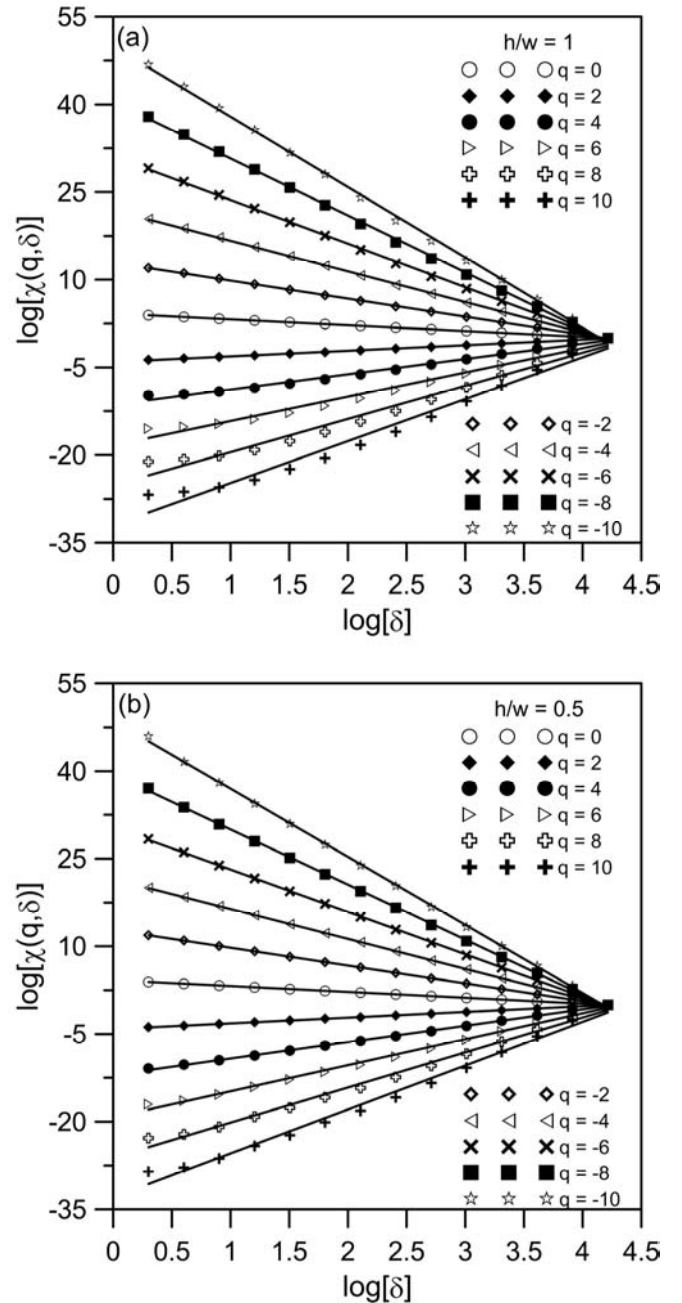 (a)
h/w = 1
q = 0
q = 2
q = 4
q = 6
q = 8
q = 10
55
40
25
10
-5
-20
-35
log[χ(q,δ)]
q = -2
q = -4
q = -6
q = -8
q = -10
0 0.5 1 1.5 2 2.5 3 3.5 4 4.5
log[δ]
(b)
h/w = 0.5
q = 0
q = 2
q = 4
q = 6
q = 8
q = 10
55
40
25
10
-5
-20
-35
log[χ(q,δ)]
q = -2
q = -4
q = -6
q = -8
q = -10
0 0.5 1 1.5 2 2.5 3 3.5 4 4.5
log[δ]